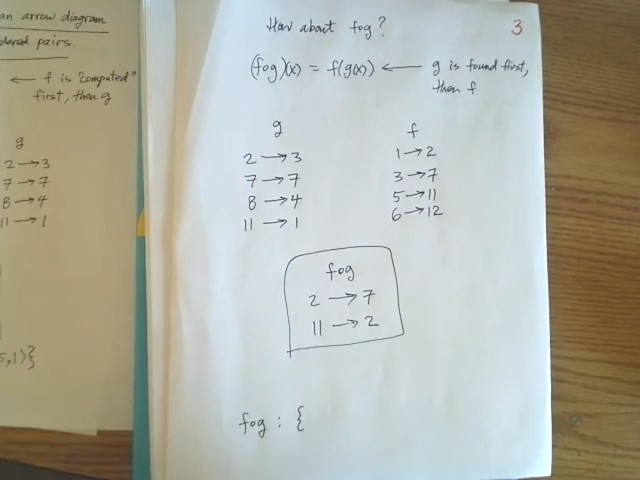 an arrow diagram
ordered pairs.
← f is "computed"
first, then g
g
2 → 3
7 → 7
8 → 4
11 → 1
5,1)}
3
How about fog?
(fog)(x) = f(g(x)) ← g is found first,
then f
g
2 → 3
7 → 7
8 → 4
11 → 1
f
1 → 2
3 → 7
5 → 11
6 → 12
fog
2 → 7
11 → 2
fog : {